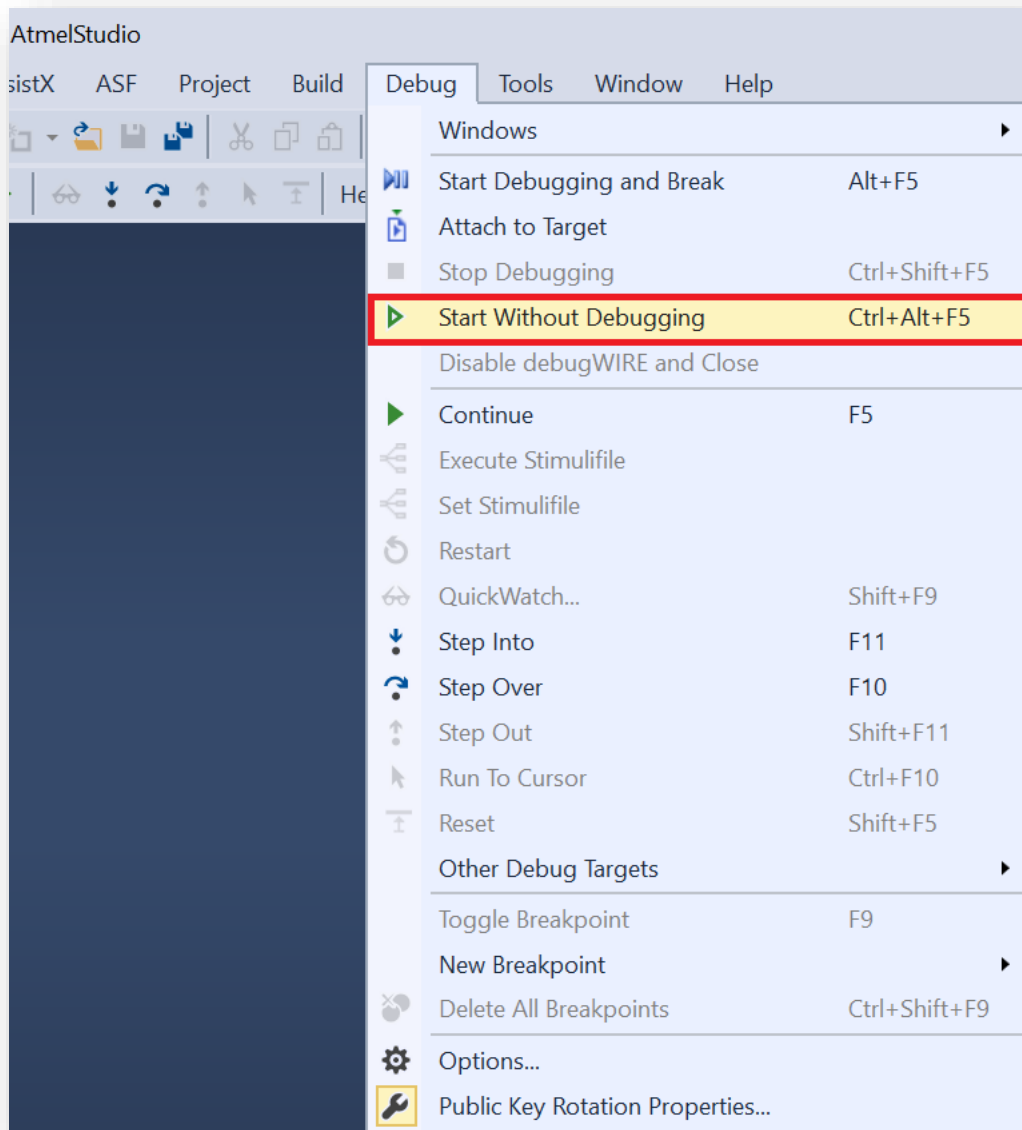 AtmelStudio
sistX ASF Project Build Debug Tools Window Help
He
Windows
Start Debugging and Break Alt+F5
Attach to Target
Stop Debugging Ctrl+Shift+F5
Start Without Debugging Ctrl+Alt+F5
Disable debugWIRE and Close
Continue F5
Execute Stimulifile
Set Stimulifile
Restart
QuickWatch... Shift+F9
Step Into F11
Step Over F10
Step Out Shift+F11
Run To Cursor Ctrl+F10
Reset Shift+F5
Other Debug Targets
Toggle Breakpoint F9
New Breakpoint
Delete All Breakpoints Ctrl+Shift+F9
Options...
Public Key Rotation Properties...